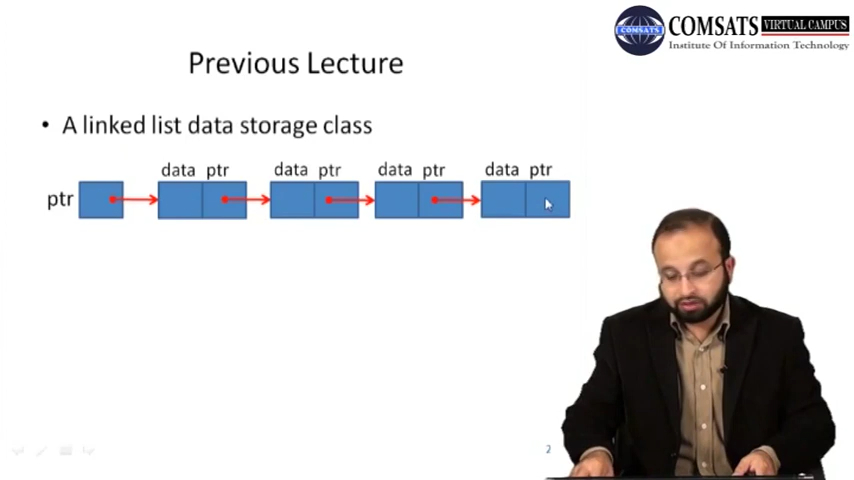 COMSATS VIRTUAL CAMPUS
COMSATS
Institute Of Information Technology
Previous Lecture
• A linked list data storage class
data ptr data ptr data ptr data ptr
ptr
2